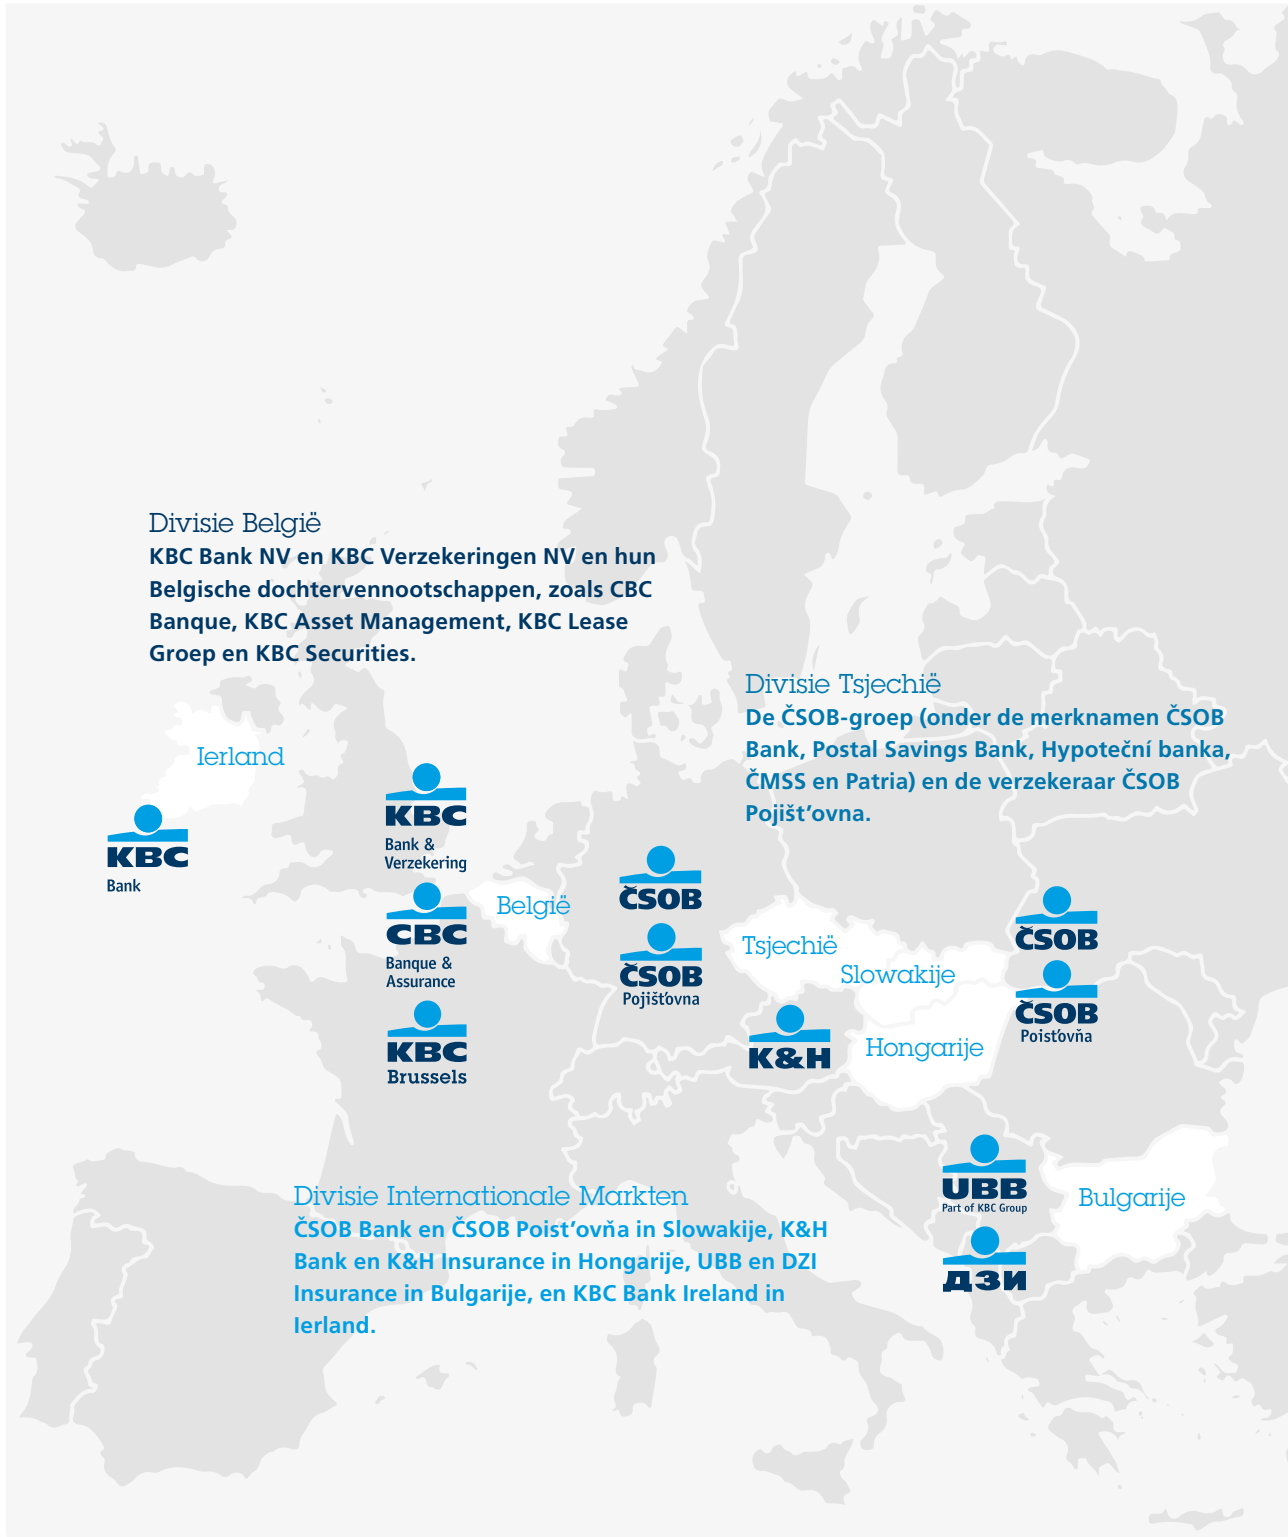 Divisie België
KBC Bank NV en KBC Verzekeringen NV en hun
Belgische dochtervennootschappen, zoals CBC
Banque, KBC Asset Management, KBC Lease
Groep en KBC Securities.
Divisie Tsjechië
De ČSOB-groep (onder de merknamen ČSOB
Bank, Postal Savings Bank, Hypoteční banka,
ČMSS en Patria) en de verzekeraar ČSOB
Pojišt’ovna.
Ierland
KBC
Bank
KBC
Bank &
Verzekering
CBC
Banque &
Assurance
KBC
Brussels
België
ČSOB
ČSOB
Pojišťovna
Tsjechië
Slowakije
Hongarije
K&H
ČSOB
ČSOB
Poisťovňa
UBB
Part of KBC Group
ДЗИ
Bulgarije
Divisie Internationale Markten
ČSOB Bank en ČSOB Poist’ovňa in Slowakije, K&H
Bank en K&H Insurance in Hongarije, UBB en DZI
Insurance in Bulgarije, en KBC Bank Ireland in
Ierland.